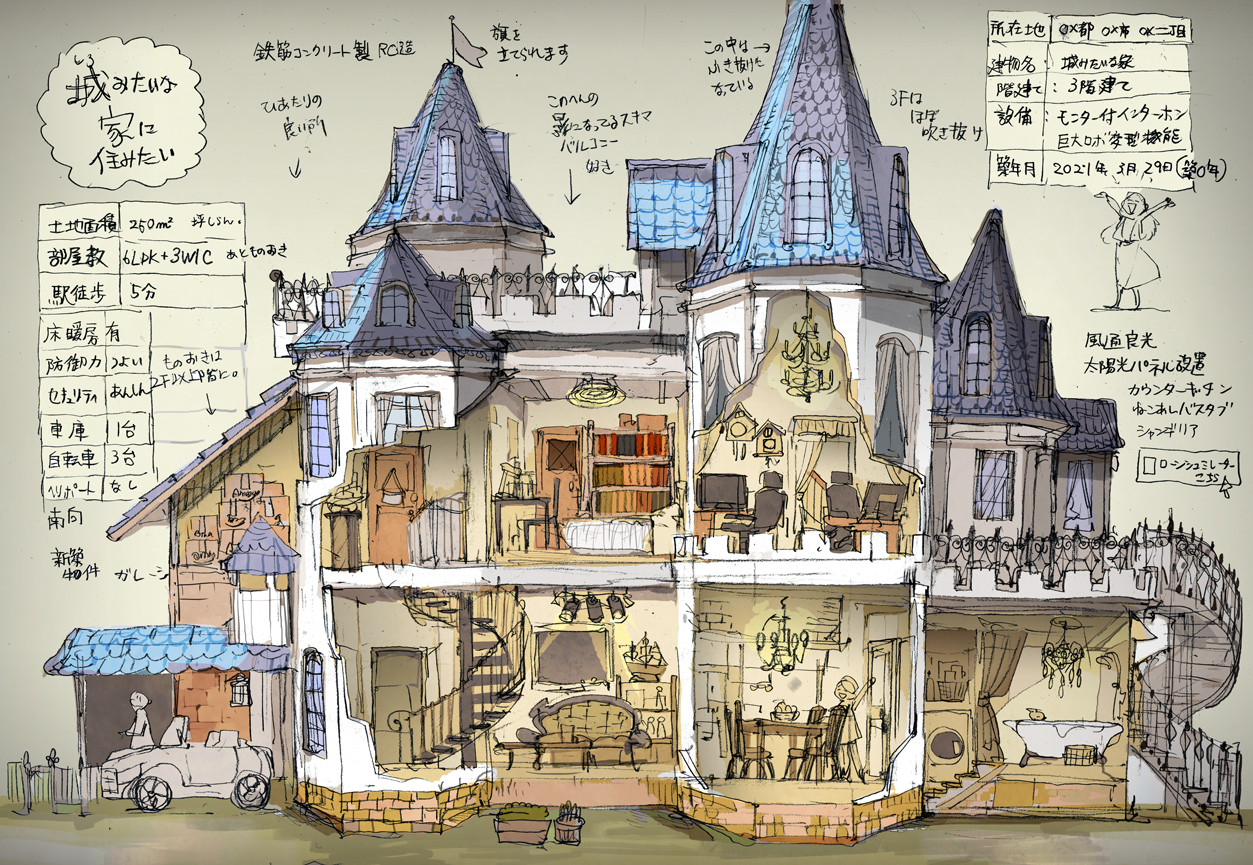 城みたいな
家に
住みたい
鉄筋コンクリート製 RC造
旗を
立てられます
ひあたりの
良い所
このへんの
影になってるスキマ
バルコニー
好き
この中は→
ふき抜けた
なっている
3Fは
ほぼ
吹き抜け
所在地 ○×都 ○×市 ○×二丁目
建物名: 城みたいな家
階建て: 3階建て
設備: モニター付インターホン
巨大ロボ変型機能
築年月 2021年 3月 29日 (築0年)
土地面積 250m² 坪しらん。
部屋数 6LDK+3WIC あとものおき
駅徒歩 5分
床暖房 有
防御力 つよい
セキュリティ あんしん
車庫 1台
自転車 3台
ヘリポート なし
南向
新築
物件
ガレージ
ものおきは
2F以上限に。
風通良光
太陽光パネル設置
カウンターキッチン
ねこあしバスタブ
シャンデリア
ローンシュミレーター
こちら